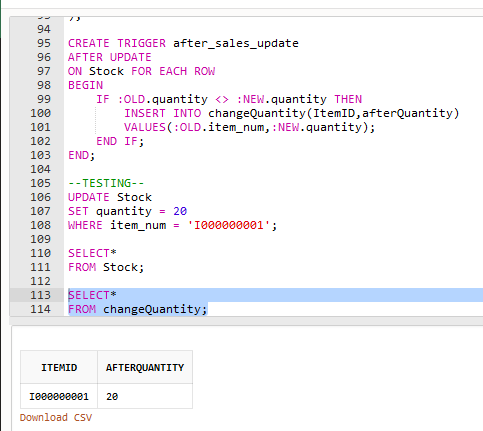 94
95 CREATE TRIGGER after_sales_update
96 AFTER UPDATE
97 ON Stock FOR EACH ROW
98 BEGIN
99 IF :OLD.quantity <> :NEW.quantity THEN
100 INSERT INTO changeQuantity(ItemID,afterQuantity)
101 VALUES(:OLD.item_num,:NEW.quantity);
102 END IF;
103 END;
104
105 --TESTING--
106 UPDATE Stock
107 SET quantity = 20
108 WHERE item_num = 'I000000001';
109
110 SELECT*
111 FROM Stock;
112
113 SELECT*
114 FROM changeQuantity;
ITEMID AFTERQUANTITY
I000000001 20
Download CSV